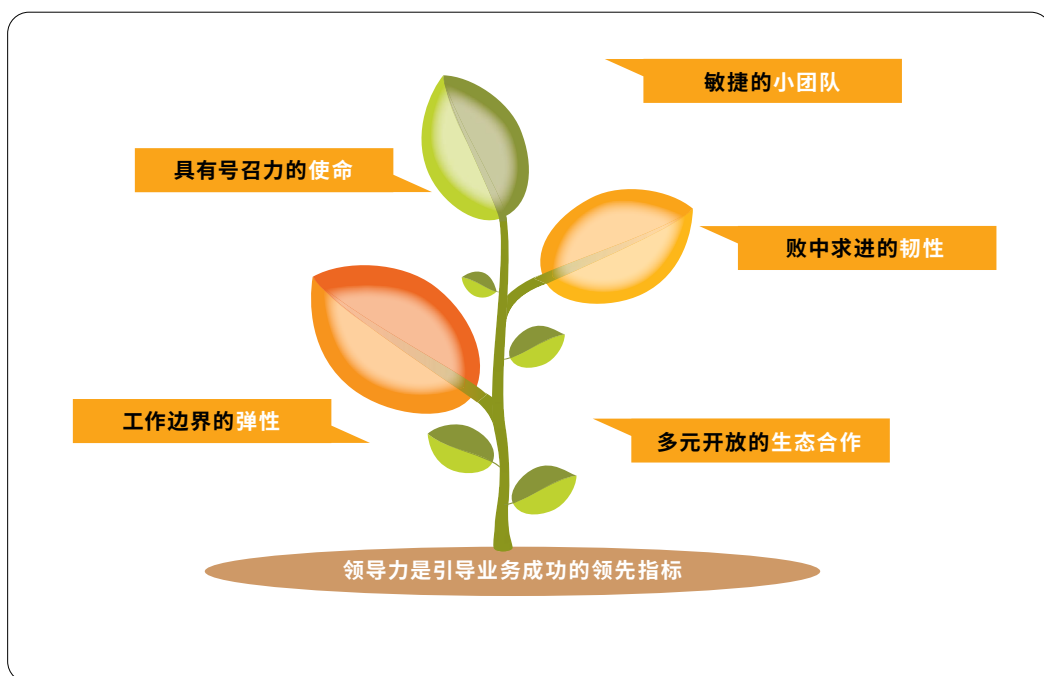 敏捷的小团队
具有号召力的使命
败中求进的韧性
工作边界的弹性
多元开放的生态合作
领导力是引导业务成功的领先指标